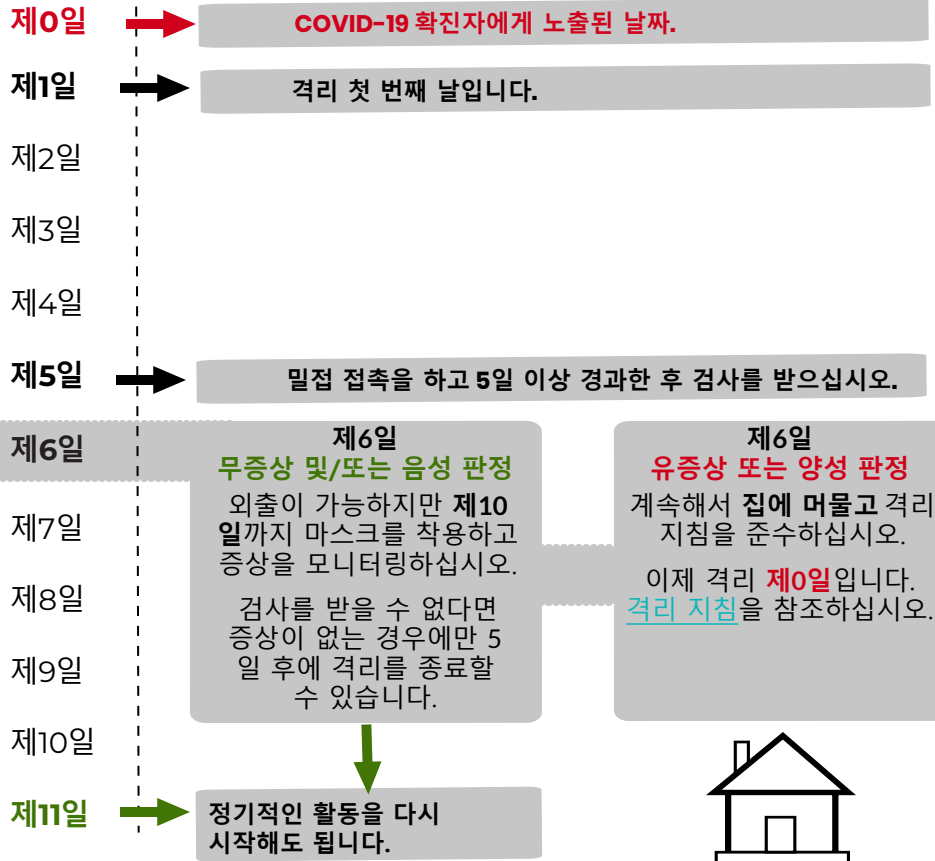 제0일
COVID-19 확진자에게 노출된 날짜.
제1일
격리 첫 번째 날입니다.
제2일
제3일
제4일
제5일
밀접 접촉을 하고 5일 이상 경과한 후 검사를 받으십시오.
제6일
제7일
제8일
제9일
제10일
제6일
무증상 및/또는 음성 판정
외출이 가능하지만 제10
일까지 마스크를 착용하고
증상을 모니터링하십시오.
검사를 받을 수 없다면
증상이 없는 경우에만 5
일 후에 격리를 종료할
수 있습니다.
제6일
유증상 또는 양성 판정
계속해서 집에 머물고 격리
지침을 준수하십시오.
이제 격리 제0일입니다.
격리 지침을 참조하십시오.
제11일
정기적인 활동을 다시
시작해도 됩니다.